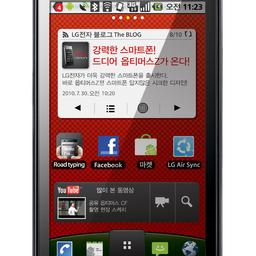 오전 11:23
LG전자 블로그 The BLOG 8/10
강력한 스마트폰!
드디어 옵티머스Z가 온다!
LG전자가 더욱 강력한 스마트폰을 출시한다.
바로 옵티머스Z!! 스마트폰 답지않은 시크한 디자인!
2010.7.30. 오전 10:20
Road typing
Facebook
마켓
LG Air Sync
YouTube 많이 본 동영상
공유 옵티머스 CF
촬영 현장 스케치